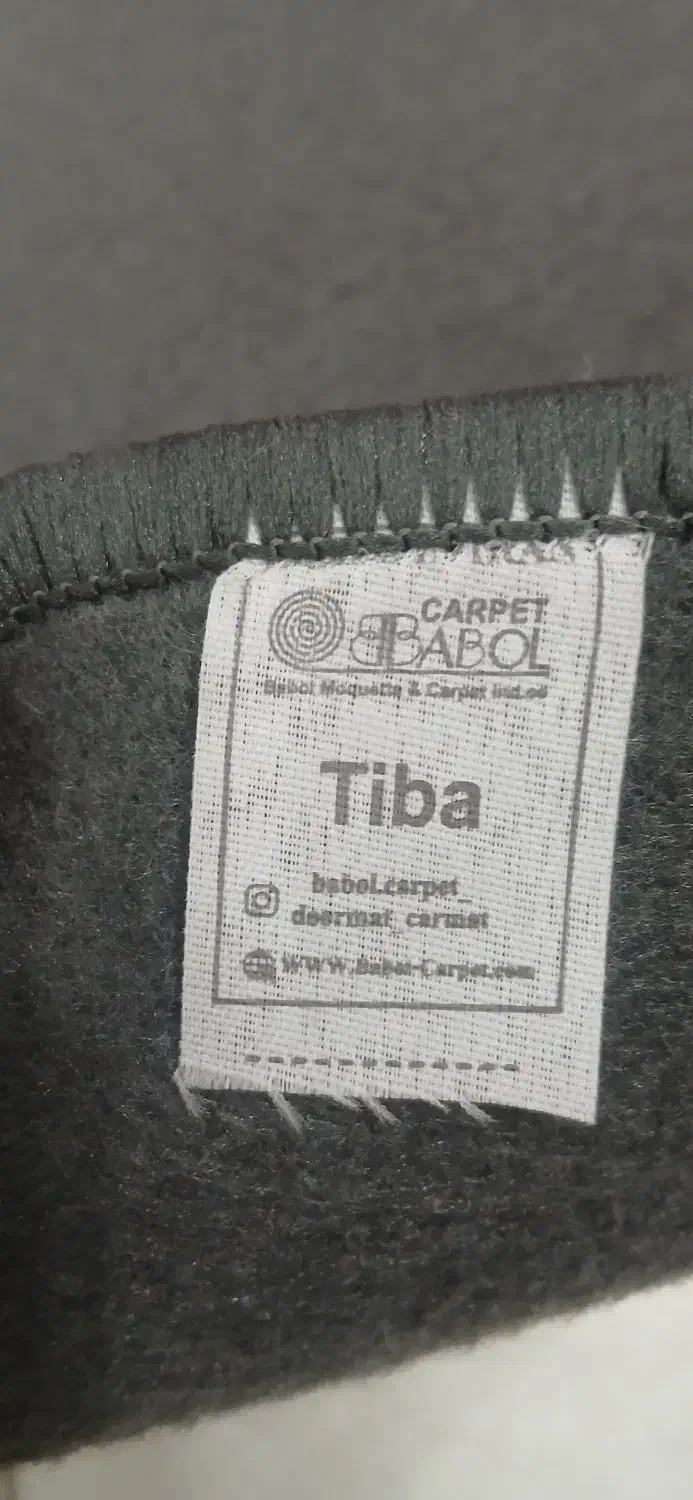 CARPET
BABOL
Babol Moquette & Carpet Ind.co
Tiba
babol.carpet_
doormat_carmat
WWW.Babol-Carpet.com